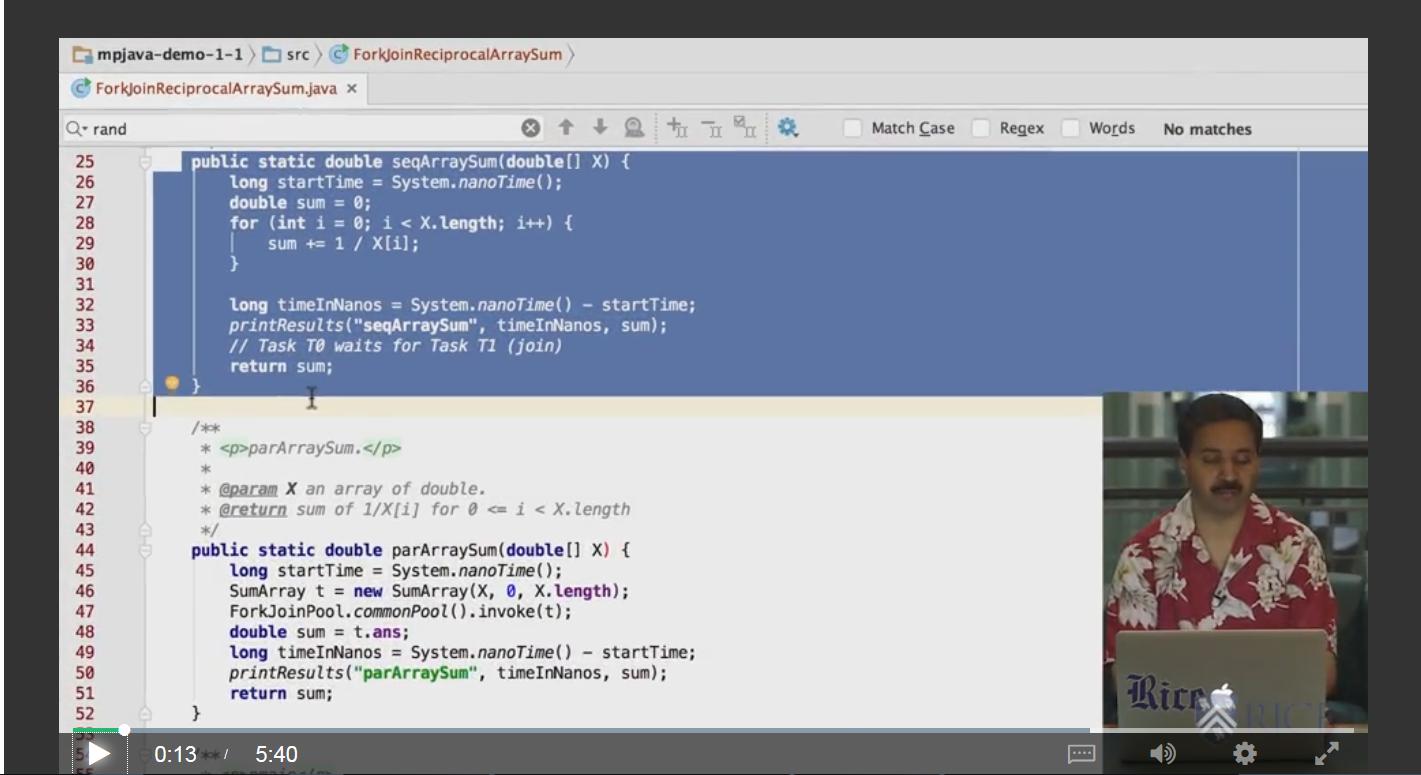 mpjava-demo-1-1 src ForkJoinReciprocalArraySum
ForkJoinReciprocalArraySum.java ×
rand Match Case Regex Words No matches
25 public static double seqArraySum(double[] X) {
26 long startTime = System.nanoTime();
27 double sum = 0;
28 for (int i = 0; i < X.length; i++) {
29 sum += 1 / X[i];
30 }
31
32 long timeInNanos = System.nanoTime() - startTime;
33 printResults("seqArraySum", timeInNanos, sum);
34 // Task T0 waits for Task T1 (join)
35 return sum;
36 }
37
38 /**
39 * <p>parArraySum.</p>
40 *
41 * @param X an array of double.
42 * @return sum of 1/X[i] for 0 <= i < X.length
43 */
44 public static double parArraySum(double[] X) {
45 long startTime = System.nanoTime();
46 SumArray t = new SumArray(X, 0, X.length);
47 ForkJoinPool.commonPool().invoke(t);
48 double sum = t.ans;
49 long timeInNanos = System.nanoTime() - startTime;
50 printResults("parArraySum", timeInNanos, sum);
51 return sum;
52 }
Rice RICE
0:13 / 5:40